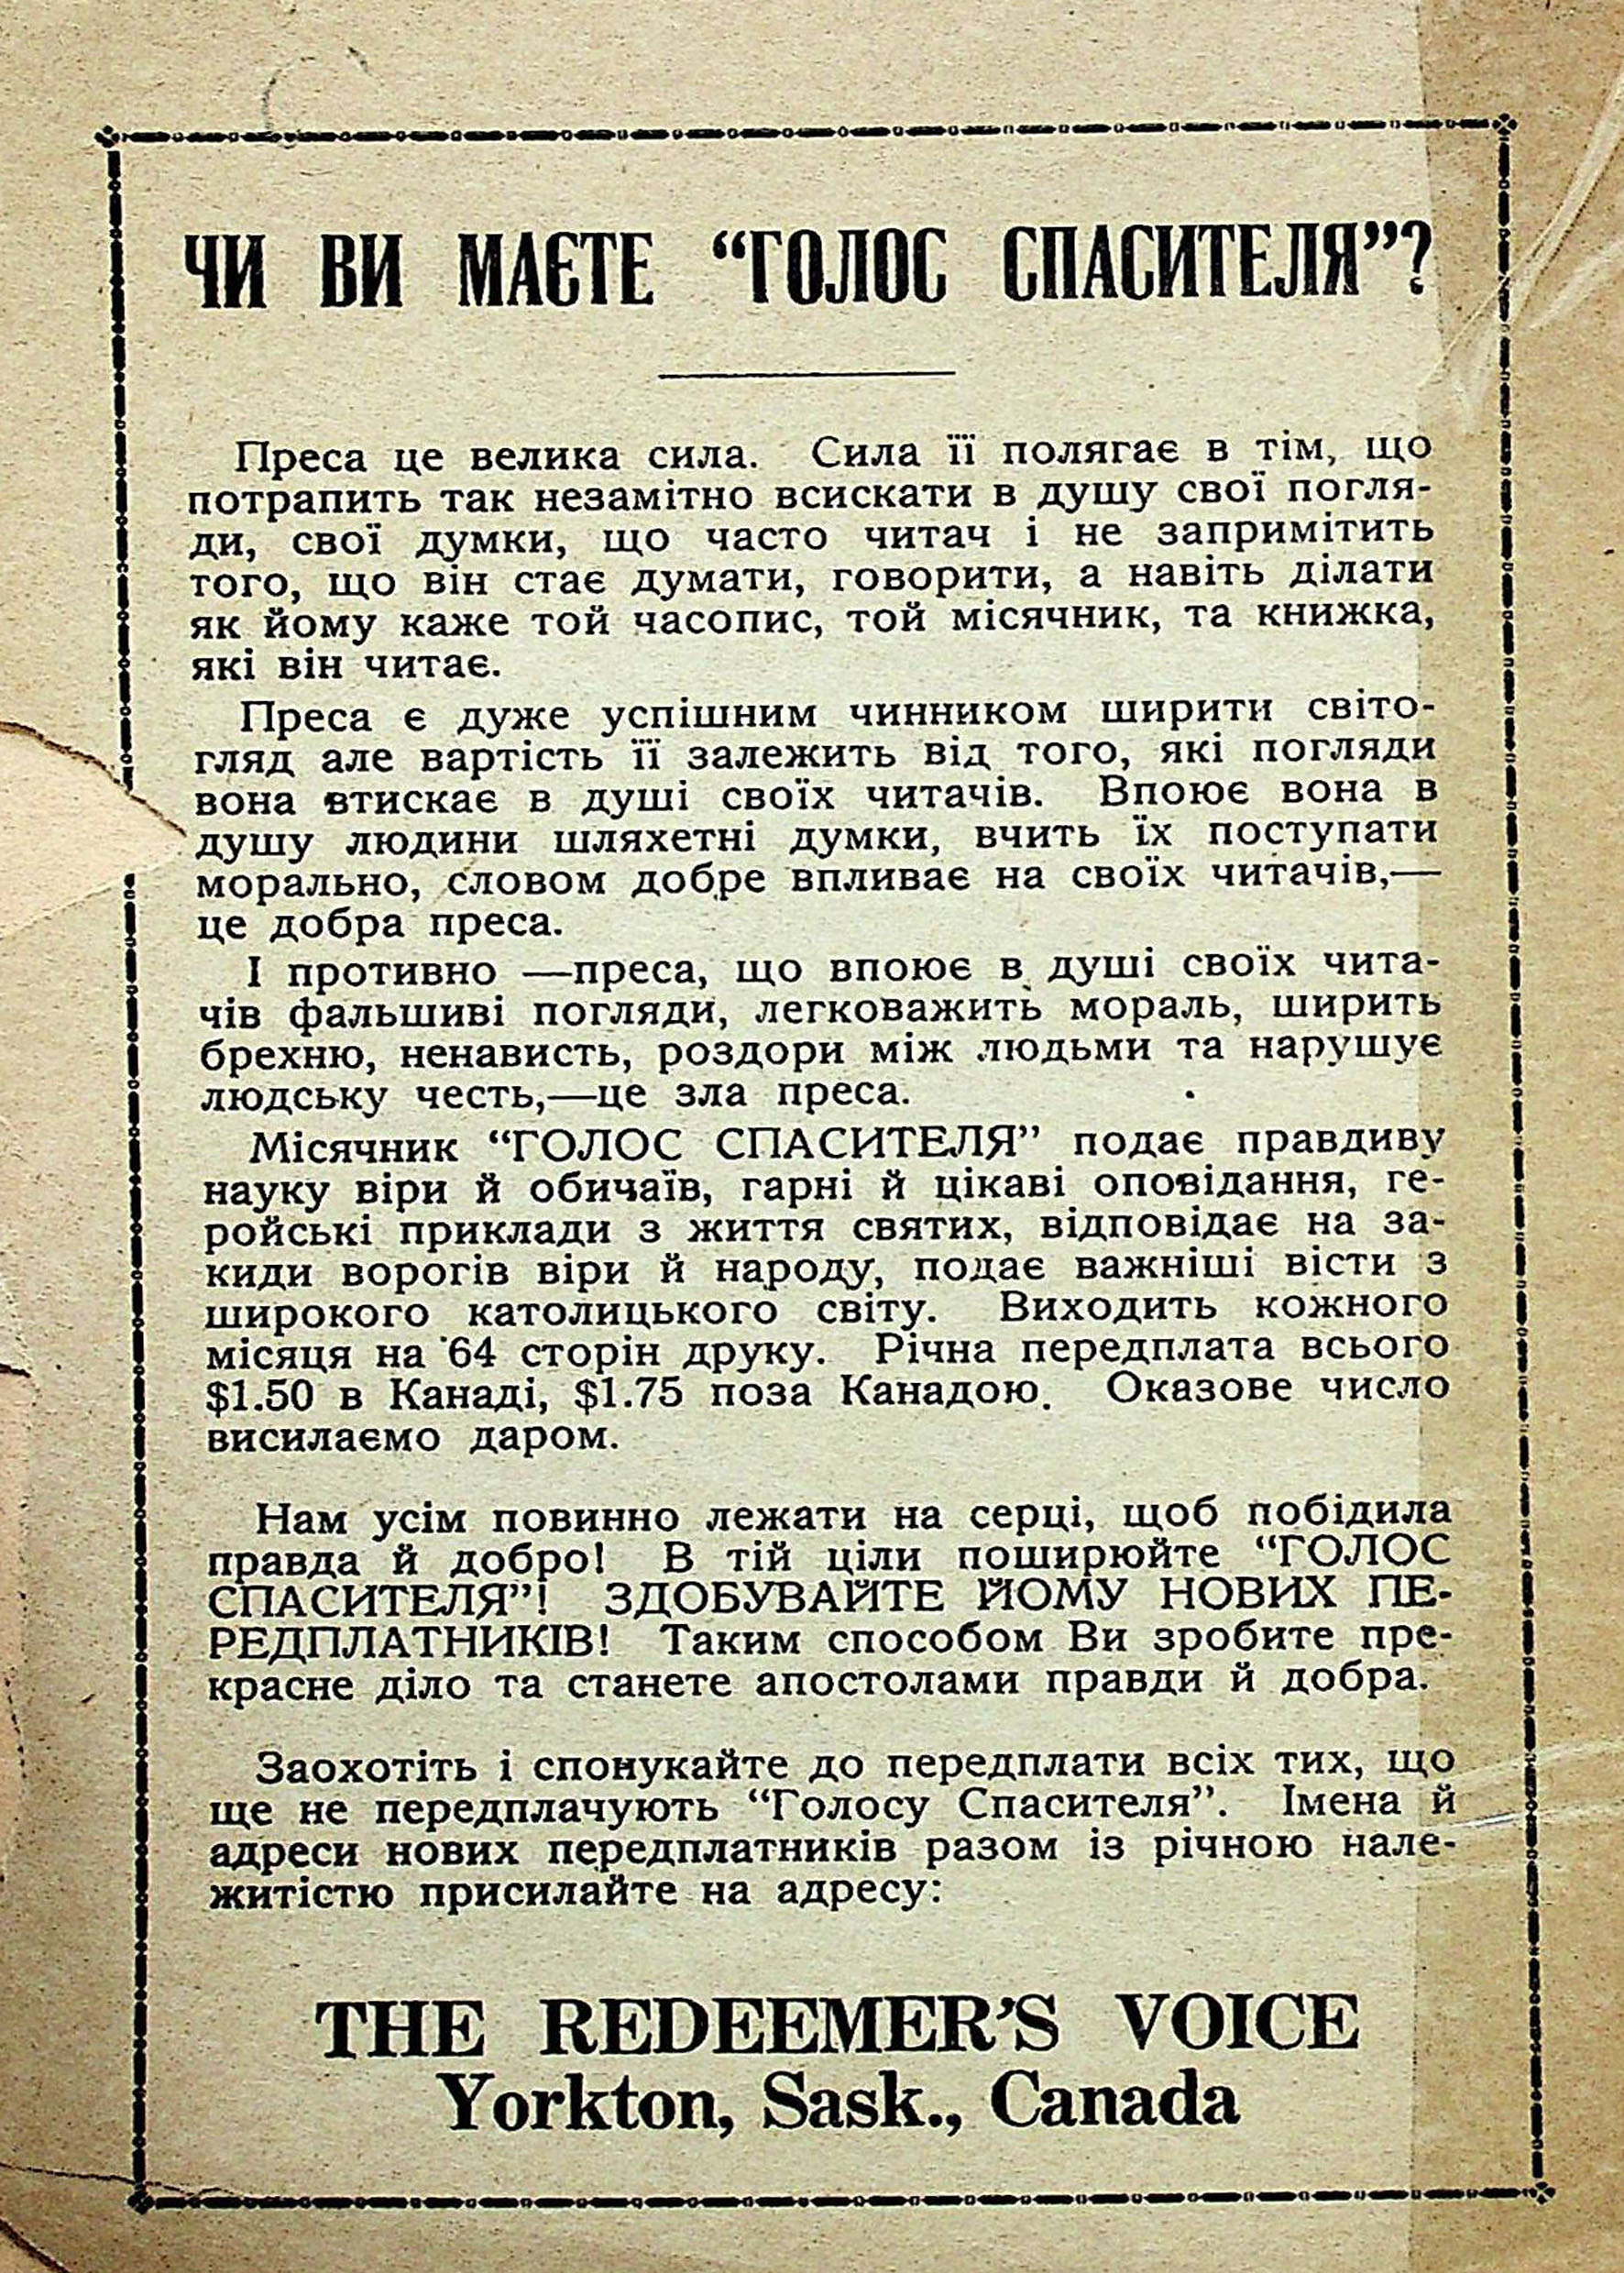 ЧИ ВИ МАЄТЕ “ГОЛОС СПАСИТЕЛЯ”?
Преса це велика сила. Сила її полягає в тім, що
потрапить так незамітно всискати в душу свої погля-
ди, свої думки, що часто читач і не запримітить
того, що він стає думати, говорити, а навіть ділати
як йому каже той часопис, той місячник, та книжка,
які він читає.
Преса є дуже успішним чинником ширити світо-
гляд але вартість її залежить від того, які погляди
вона втискає в душі своїх читачів. Впоює вона в
душу людини шляхетні думки, вчить їх поступати
морально, словом добре впливає на своїх читачів,—
це добра преса.
І противно —преса, що впоює в душі своїх чита-
чів фальшиві погляди, легковажить мораль, ширить
брехню, ненависть, роздори між людьми та нарушує
людську честь,—це зла преса.
Місячник “ГОЛОС СПАСИТЕЛЯ” подає правдиву
науку віри й обичаїв, гарні й цікаві оповідання, ге-
ройські приклади з життя святих, відповідає на за-
киди ворогів віри й народу, подає важніші вісти з
широкого католицького світу. Виходить кожного
місяця на 64 сторін друку. Річна передплата всього
$1.50 в Канаді, $1.75 поза Канадою. Оказове число
висилаємо даром.
Нам усім повинно лежати на серці, щоб побідила
правда й добро! В тій ціли поширюйте “ГОЛОС
СПАСИТЕЛЯ”! ЗДОБУВАЙТЕ ЙОМУ НОВИХ ПЕ-
РЕДПЛАТНИКІВ! Таким способом Ви зробите пре-
красне діло та станете апостолами правди й добра.
Заохотіть і спонукайте до передплати всіх тих, що
ще не передплачують “Голосу Спасителя”. Імена й
адреси нових передплатників разом із річною нале-
житістю присилайте на адресу:
THE REDEEMER’S VOICE
Yorkton, Sask., Canada